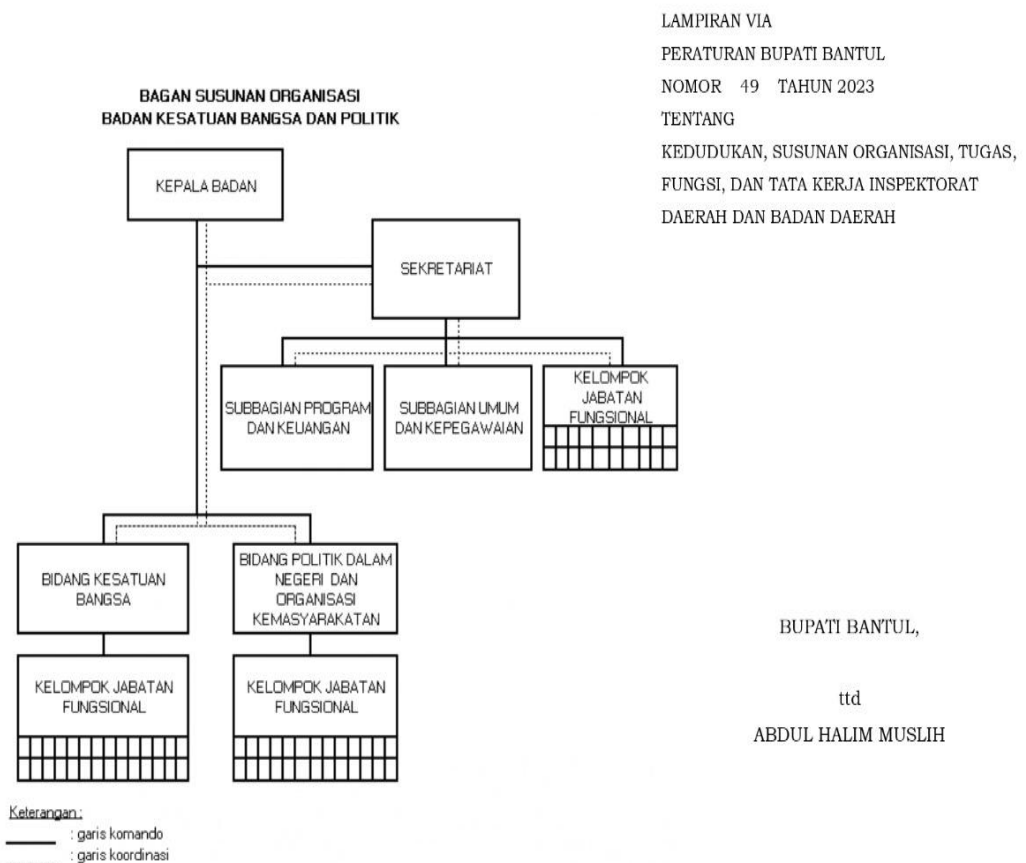 LAMPIRAN VIA
PERATURAN BUPATI BANTUL
NOMOR 49 TAHUN 2023
TENTANG
KEDUDUKAN, SUSUNAN ORGANISASI, TUGAS,
FUNGSI, DAN TATA KERJA INSPEKTORAT
DAERAH DAN BADAN DAERAH
BAGAN SUSUNAN ORGANISASI
BADAN KESATUAN BANGSA DAN POLITIK
KEPALA BADAN
SEKRETARIAT
SUBBAGIAN PROGRAM
DAN KEUANGAN
SUBBAGIAN UMUM
DAN KEPEGAWAIAN
KELOMPOK
JABATAN
FUNGSIONAL
BIDANG KESATUAN
BANGSA
BIDANG POLITIK DALAM
NEGERI DAN
ORGANISASI
KEMASYARAKATAN
KELOMPOK JABATAN
FUNGSIONAL
KELOMPOK JABATAN
FUNGSIONAL
Keterangan :
: garis komando
: garis koordinasi
BUPATI BANTUL,
ttd
ABDUL HALIM MUSLIH